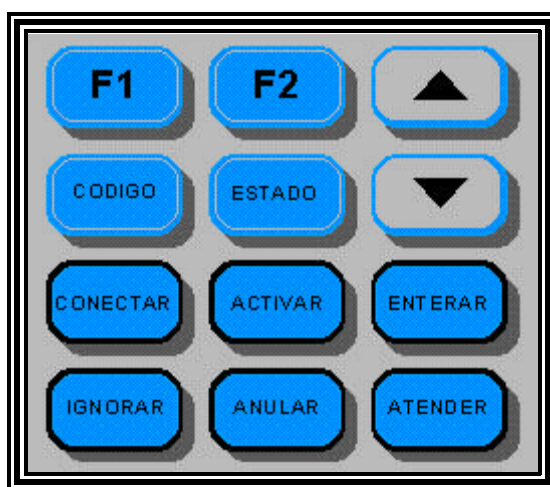 F1 F2
CODIGO ESTADO
CONECTAR ACTIVAR ENTERAR
IGNORAR ANULAR ATENDER